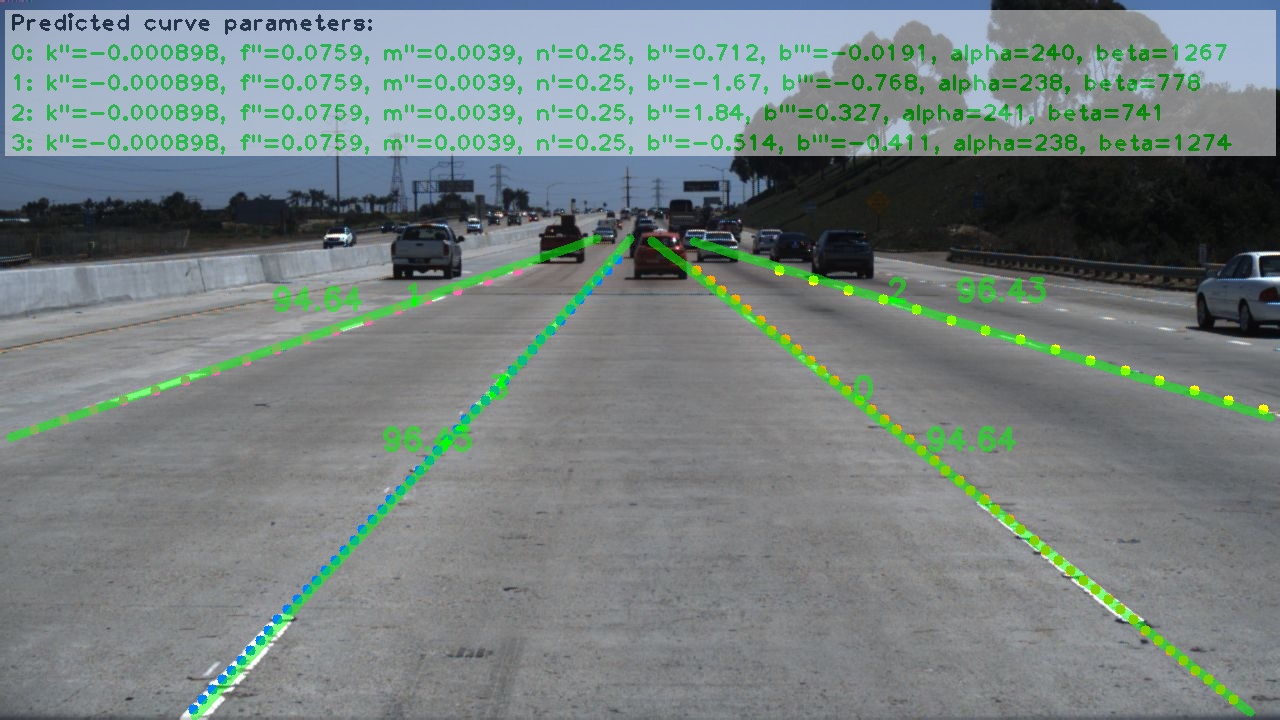 Predicted curve parameters:
0: k''=-0.000898, f''=0.0759, m''=0.0039, n'=0.25, b''=0.712, b'''=-0.0191, alpha=240, beta=1267
1: k''=-0.000898, f''=0.0759, m''=0.0039, n'=0.25, b''=-1.67, b'''=-0.768, alpha=238, beta=778
2: k''=-0.000898, f''=0.0759, m''=0.0039, n'=0.25, b''=1.84, b'''=0.327, alpha=241, beta=741
3: k''=-0.000898, f''=0.0759, m''=0.0039, n'=0.25, b''=-0.514, b'''=-0.411, alpha=238, beta=1274
94.64 1 2 96.43
0
94.64